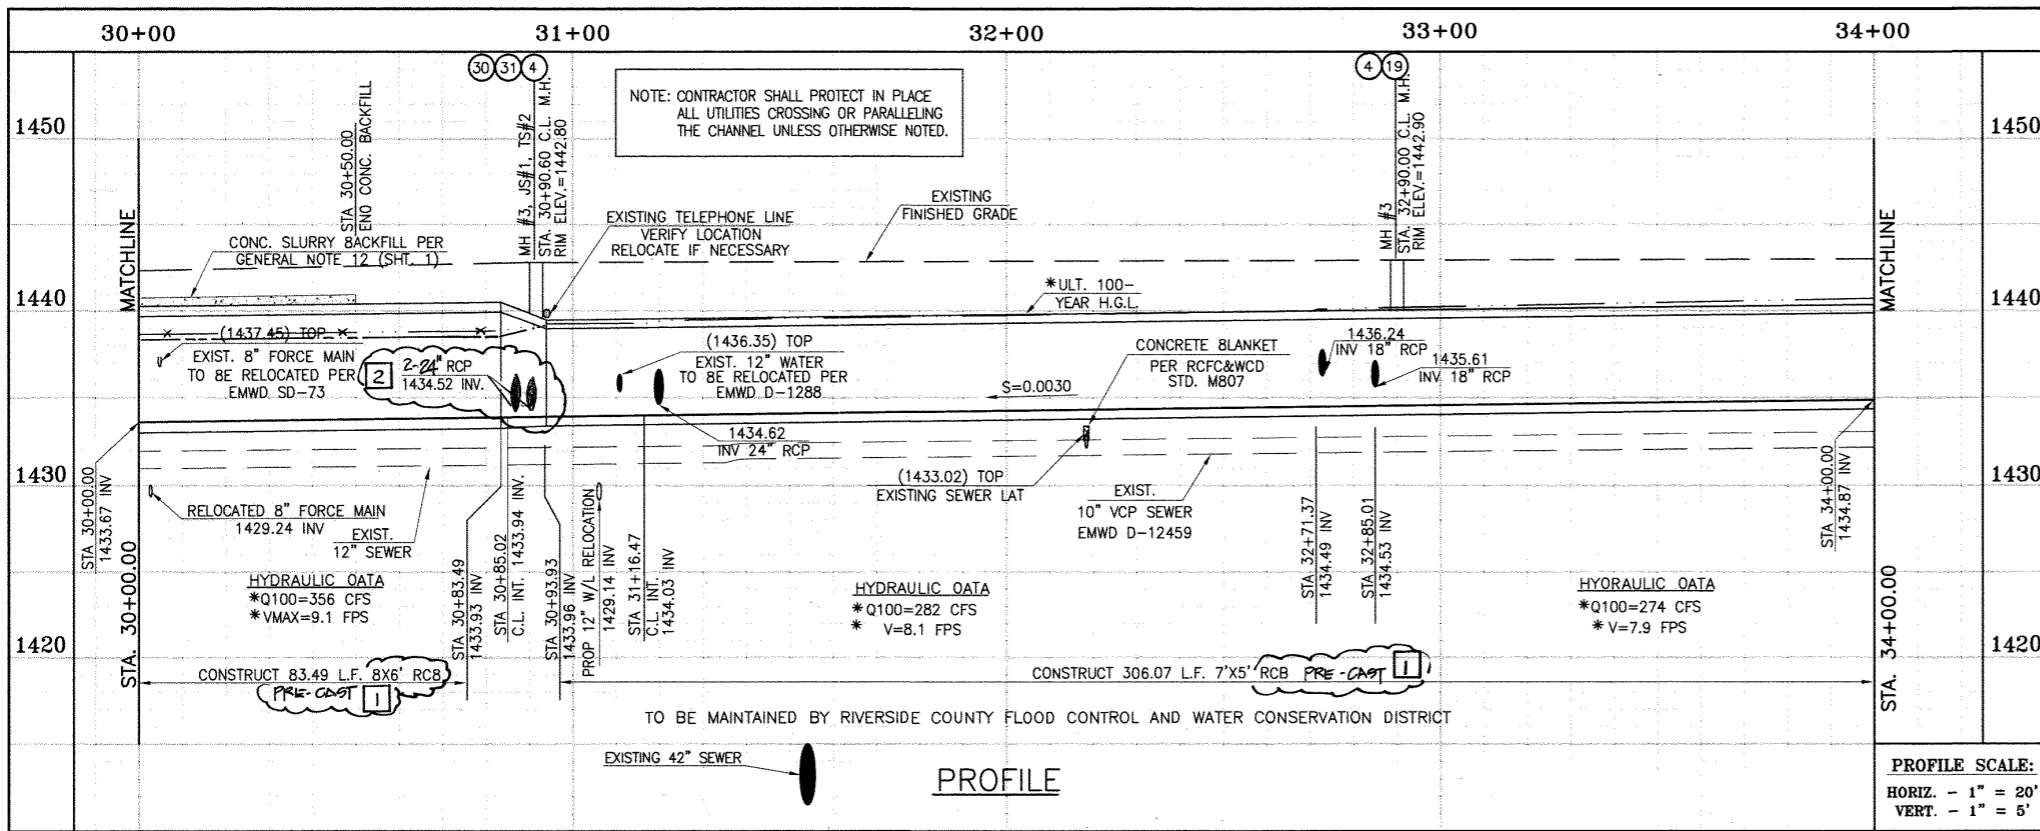 30+00
31+00
32+00
33+00
34+00
30 31 4
4 19
1450
1440
1430
1420
1450
1440
1430
1420
NOTE: CONTRACTOR SHALL PROTECT IN PLACE
ALL UTILITIES CROSSING OR PARALLELING
THE CHANNEL UNLESS OTHERWISE NOTED.
MATCHLINE
STA 30+50.00
END CONC. BACKFILL
MH #3, JS#1, TS#2
STA. 30+90.60 C.L. M.H.
RIM ELEV.=1442.80
MH #3
STA. 32+90.00 C.L. M.H.
RIM ELEV.=1442.90
MATCHLINE
CONC. SLURRY BACKFILL PER
GENERAL NOTE 12 (SHT. 1)
EXISTING TELEPHONE LINE
VERIFY LOCATION
RELOCATE IF NECESSARY
EXISTING
FINISHED GRADE
*ULT. 100-
YEAR H.G.L.
(1437.45) TOP
EXIST. 8" FORCE MAIN
TO BE RELOCATED PER
EMWD SD-73
2
2-24" RCP
1434.52 INV.
(1436.35) TOP
EXIST. 12" WATER
TO BE RELOCATED PER
EMWD D-1288
1434.62
INV 24" RCP
S=0.0030
CONCRETE BLANKET
PER RCFC&WCD
STD. M807
1436.24
INV 18" RCP
1435.61
INV 18" RCP
(1433.02) TOP
EXISTING SEWER LAT
EXIST.
10" VCP SEWER
EMWD D-12459
STA 30+00.00
1433.67 INV
STA. 30+00.00
RELOCATED 8" FORCE MAIN
1429.24 INV
EXIST.
12" SEWER
STA 30+83.49
1433.93 INV
STA 30+85.02
C.L. INT. 1433.94 INV.
STA 30+93.93
1433.96 INV
PROP 12" W/L RELOCATION
1429.14 INV
STA 31+16.47
C.L. INT.
1434.03 INV
STA 32+71.37
1434.49 INV
STA 32+85.01
1434.53 INV
STA 34+00.00
1434.87 INV
STA. 34+00.00
HYDRAULIC DATA
*Q100=356 CFS
*VMAX=9.1 FPS
HYDRAULIC DATA
*Q100=282 CFS
* V=8.1 FPS
HYDRAULIC DATA
*Q100=274 CFS
* V=7.9 FPS
CONSTRUCT 83.49 L.F. 8X6' RCB
PRE-CAST 1
CONSTRUCT 306.07 L.F. 7'X5' RCB PRE-CAST 1
TO BE MAINTAINED BY RIVERSIDE COUNTY FLOOD CONTROL AND WATER CONSERVATION DISTRICT
EXISTING 42" SEWER
PROFILE
PROFILE SCALE:
HORIZ. - 1" = 20'
VERT. - 1" = 5'